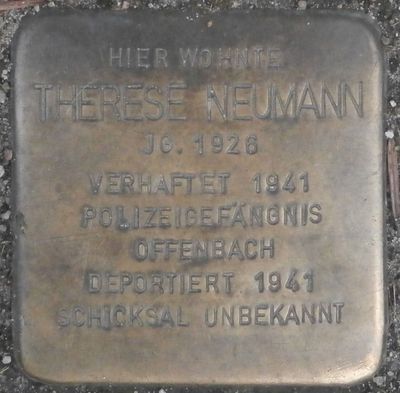 HIER WOHNTE
THERESE NEUMANN
JG. 1926
VERHAFTET 1941
POLIZEIGEFÄNGNIS
OFFENBACH
DEPORTIERT 1941
SCHICKSAL UNBEKANNT